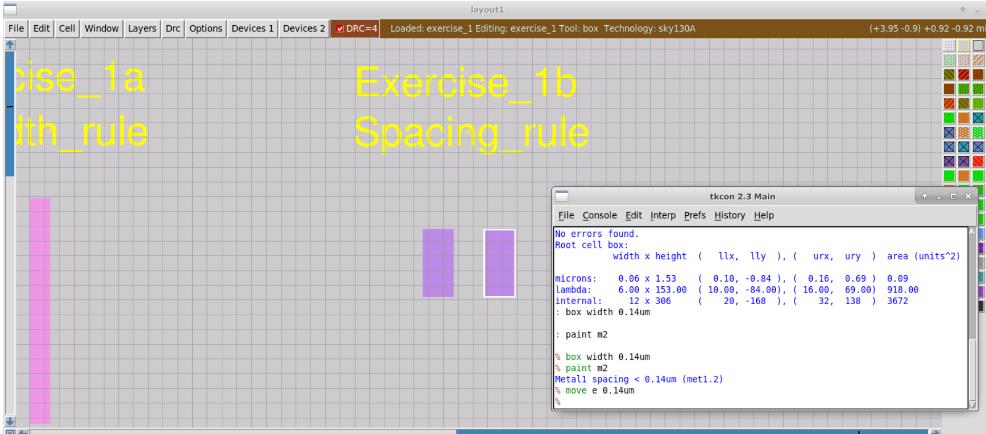 layout1
File Edit Cell Window Layers Drc Options Devices 1 Devices 2 DRC=4 Loaded: exercise_1 Editing: exercise_1 Tool: box Technology: sky130A (+3.95 -0.9) +0.92 -0.92 mi
cise_1a
dth_rule
Exercise_1b
Spacing_rule
tkcon 2.3 Main
File Console Edit Interp Prefs History Help
No errors found.
Root cell box:
width x height ( llx, lly ), ( urx, ury ) area (units^2)
microns: 0.06 x 1.53 ( 0.10, -0.84 ), ( 0.16, 0.69 ) 0.09
lambda: 6.00 x 153.00 ( 10.00, -84.00), ( 16.00, 69.00) 918.00
internal: 12 x 306 ( 20, -168 ), ( 32, 138 ) 3672
: box width 0.14um
: paint m2
% box width 0.14um
% paint m2
Metal1 spacing < 0.14um (met1.2)
% move e 0.14um
%